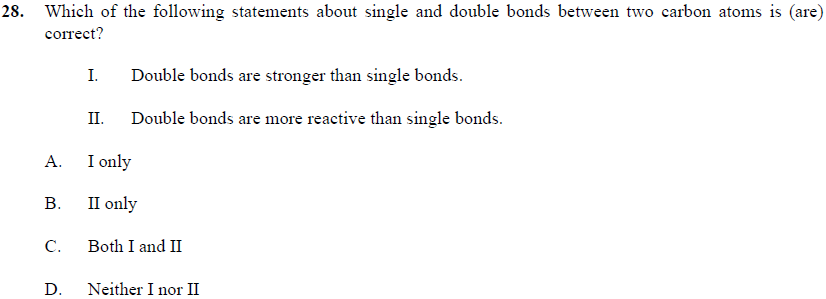 28. Which of the following statements about single and double bonds between two carbon atoms is (are)
correct?
I. Double bonds are stronger than single bonds.
II. Double bonds are more reactive than single bonds.
A. I only
B. II only
C. Both I and II
D. Neither I nor II